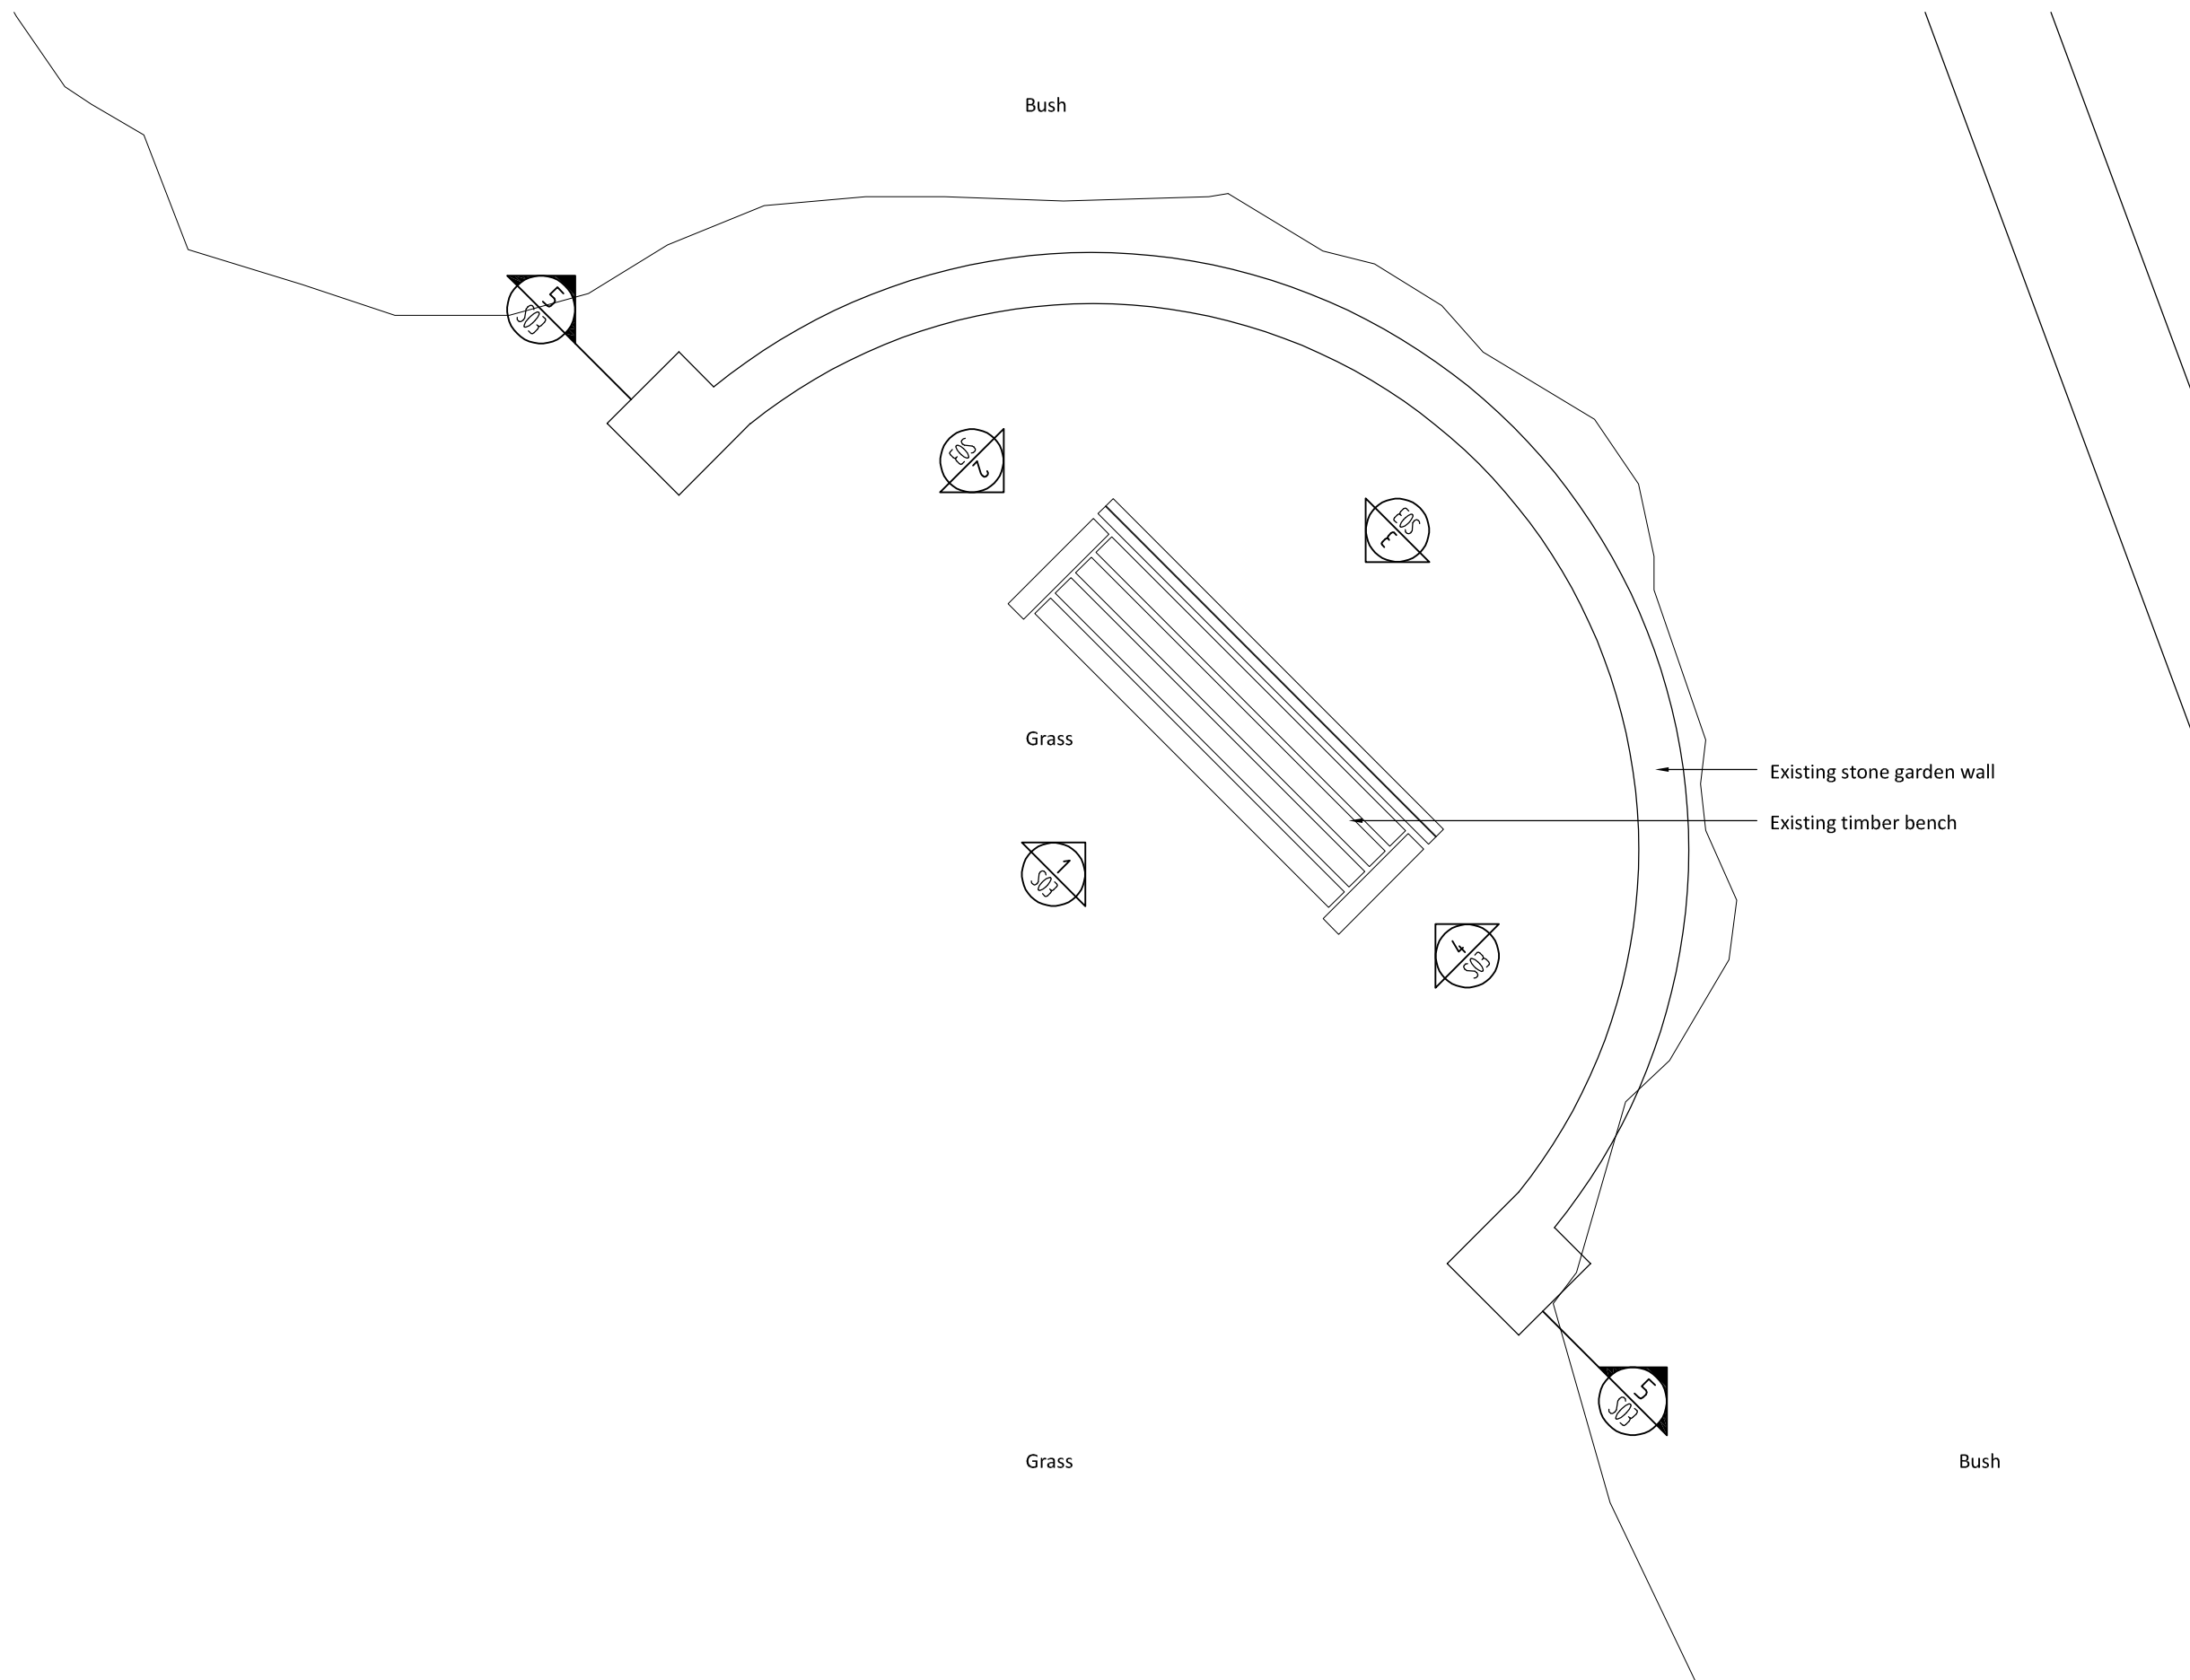 Bush
5
S03
2
S03
3
S03
Grass
Existing stone garden wall
Existing timber bench
1
S03
4
S03
5
S03
Grass
Bush